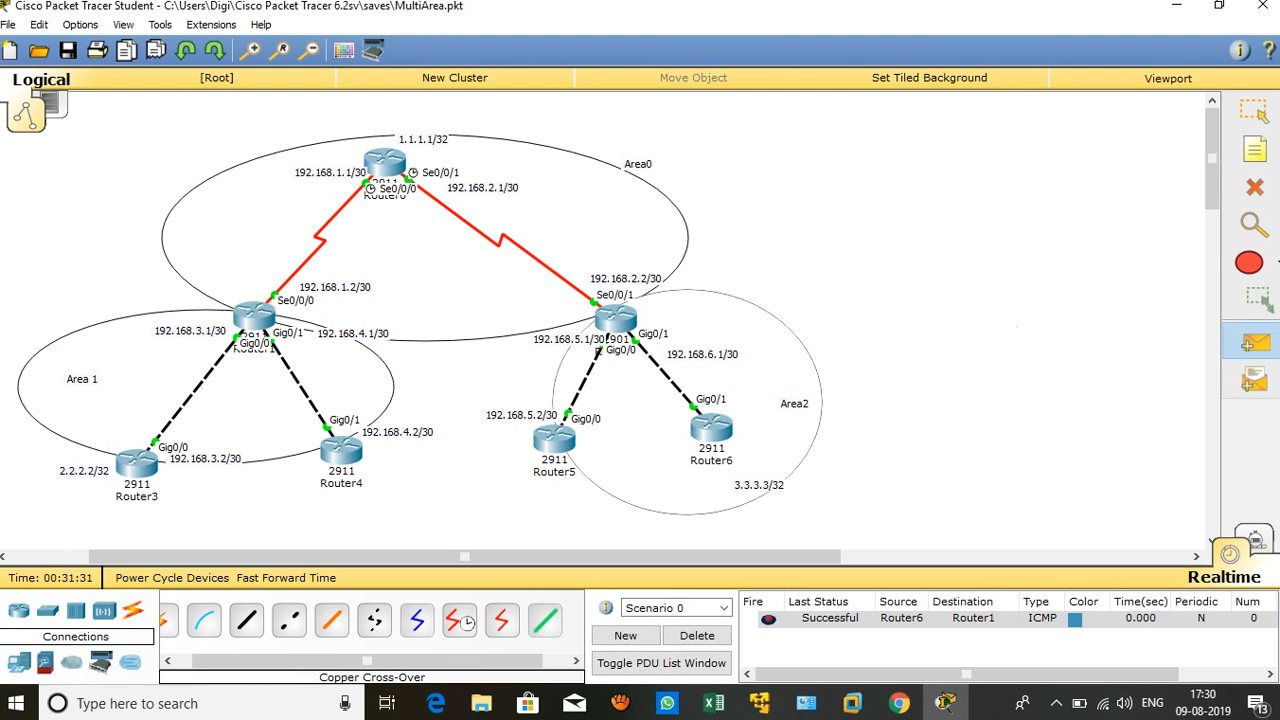 Cisco Packet Tracer Student - C:\Users\Digi\Cisco Packet Tracer 6.2sv\saves\MultiArea.pkt
File Edit Options View Tools Extensions Help
Logical [Root] New Cluster Move Object Set Tiled Background Viewport
1.1.1.1/32
Area0
192.168.1.1/30 Se0/0/1
192.168.2.1/30
Se0/0/0
192.168.2.2/30
192.168.1.2/30
Se0/0/1
Se0/0/0
192.168.3.1/30 Gig0/1 192.168.4.1/30
192.168.5.1/30 Gig0/1
Gig0/0 Gig0/0
192.168.6.1/30
Area 1
Gig0/1
Area2
192.168.5.2/30 Gig0/0
Gig0/1
192.168.4.2/30
Gig0/0
2911
Router6
192.168.3.2/30
2911
Router5
2.2.2.2/32
2911
Router4
2911
Router3
3.3.3.3/32
Time: 00:31:31 Power Cycle Devices Fast Forward Time
Realtime
Connections
Copper Cross-Over
Scenario 0
New Delete
Toggle PDU List Window
Fire Last Status Source Destination Type Color Time(sec) Periodic Num
Successful Router6 Router1 ICMP 0.000 N 0
Type here to search
ENG
17:30
09-08-2019
13